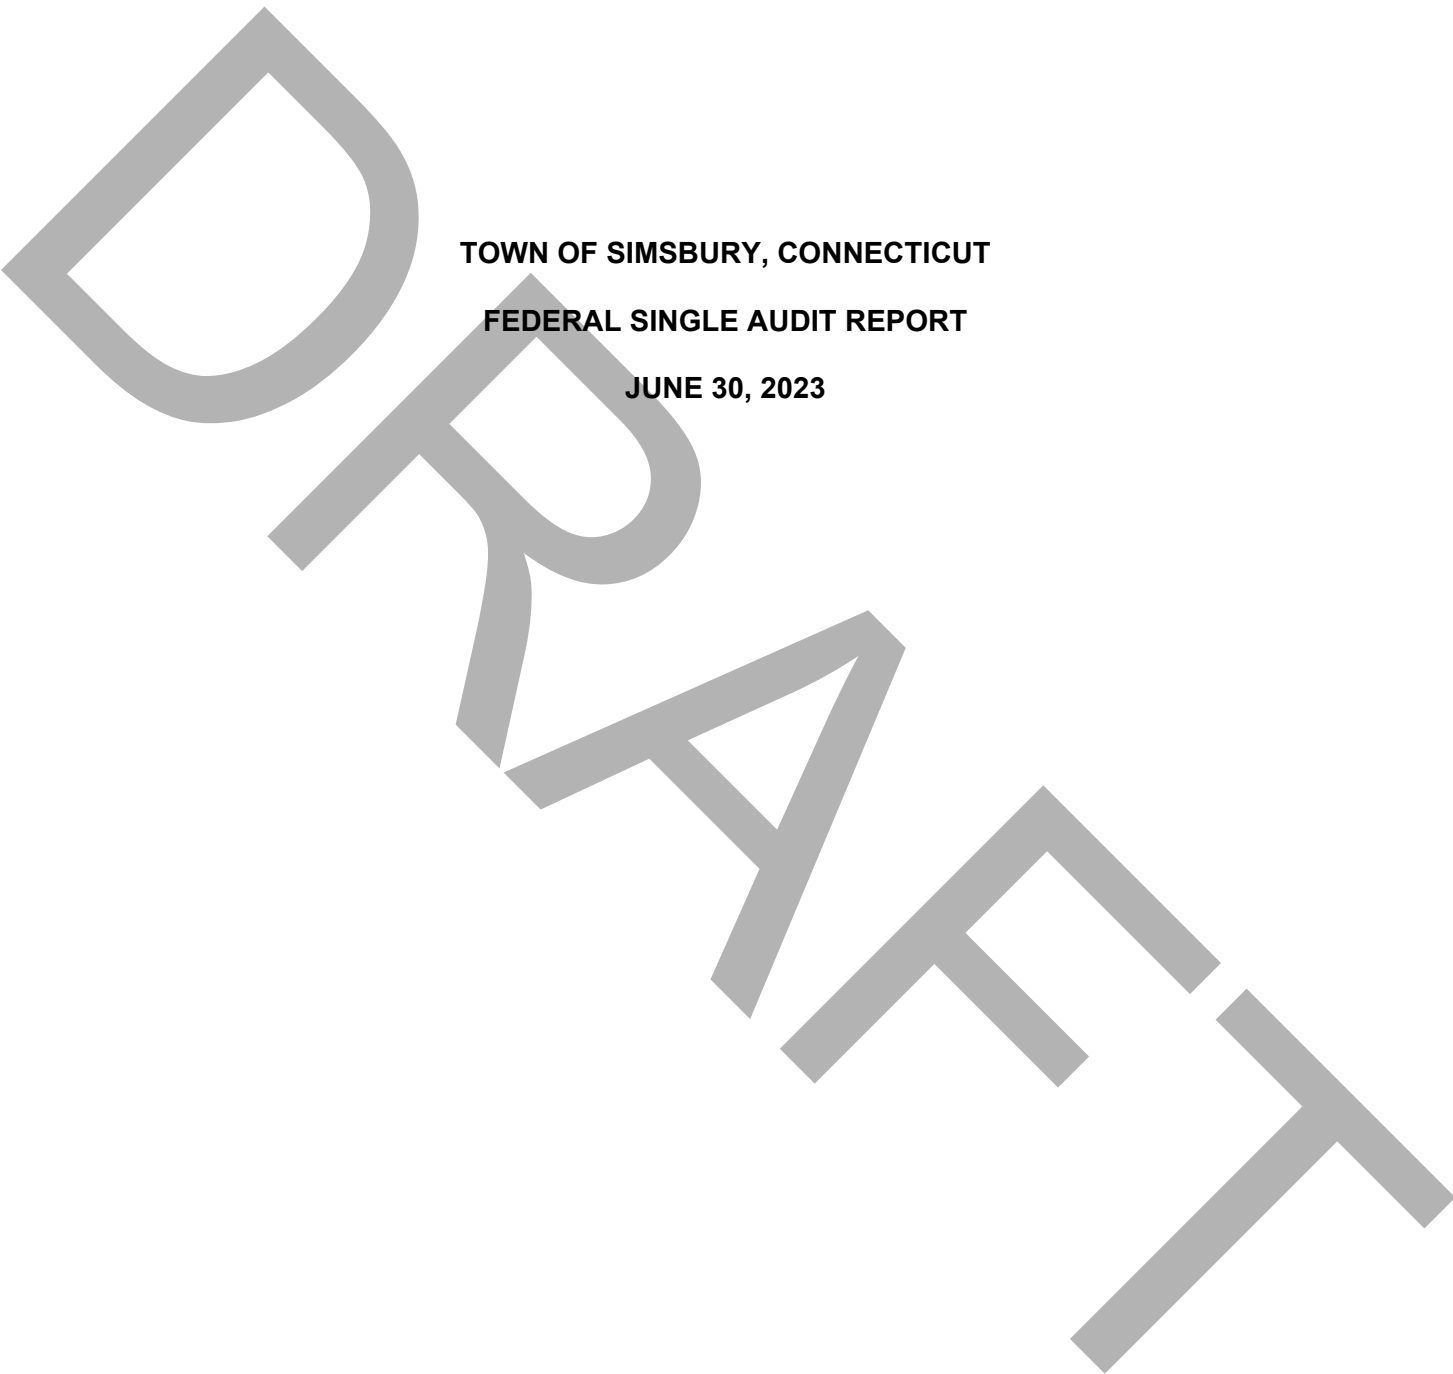 TOWN OF SIMSBURY, CONNECTICUT
FEDERAL SINGLE AUDIT REPORT
JUNE 30, 2023
DRAFT